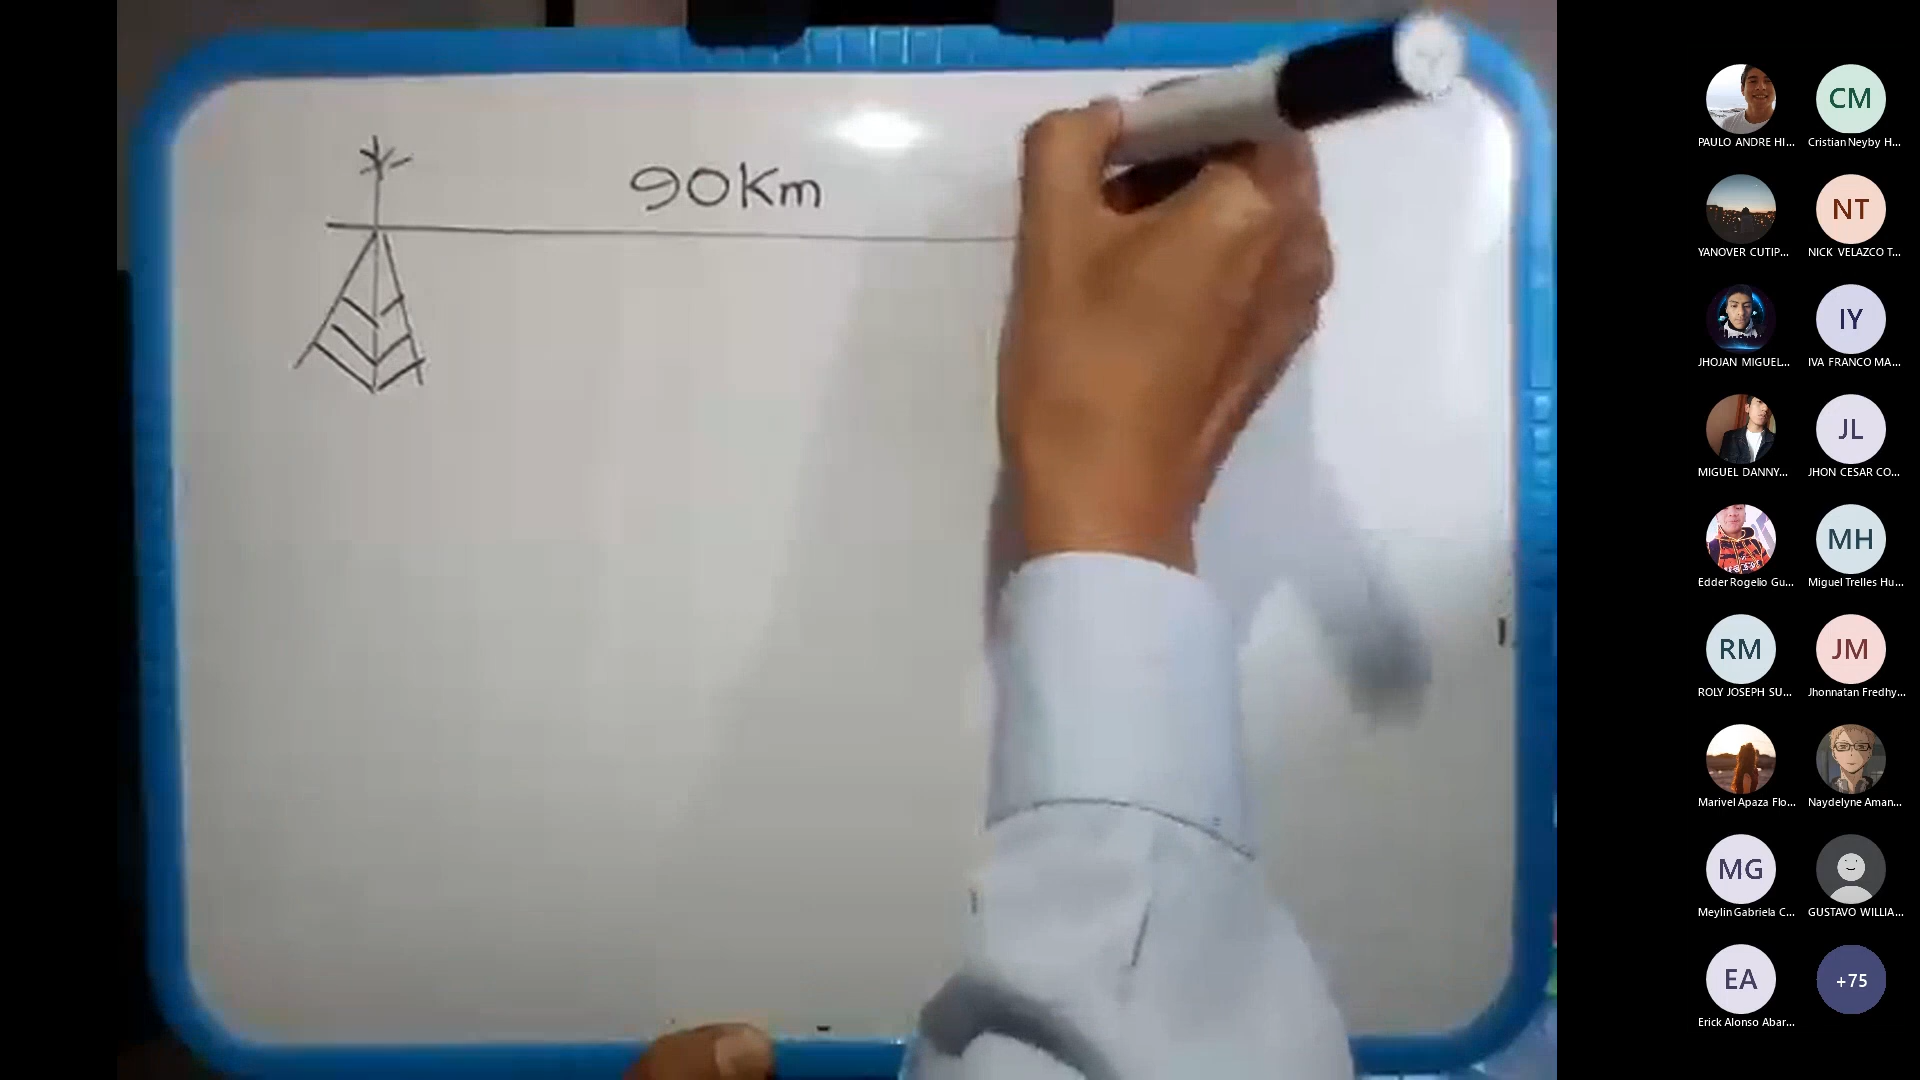 90Km
PAULO ANDRE HI...
CM
Cristian Neyby H...
YANOVER CUTIP...
NT
NICK VELAZCO T...
JHOJAN MIGUEL...
IY
IVA FRANCO MA...
MIGUEL DANNY...
JL
JHON CESAR CO...
Edder Rogelio Gu...
MH
Miguel Trelles Hu...
RM
ROLY JOSEPH SU...
JM
Jhonnatan Fredhy...
Marivel Apaza Flo...
Naydelyne Aman...
MG
Meylin Gabriela C...
GUSTAVO WILLIA...
EA
Erick Alonso Abar...
+75